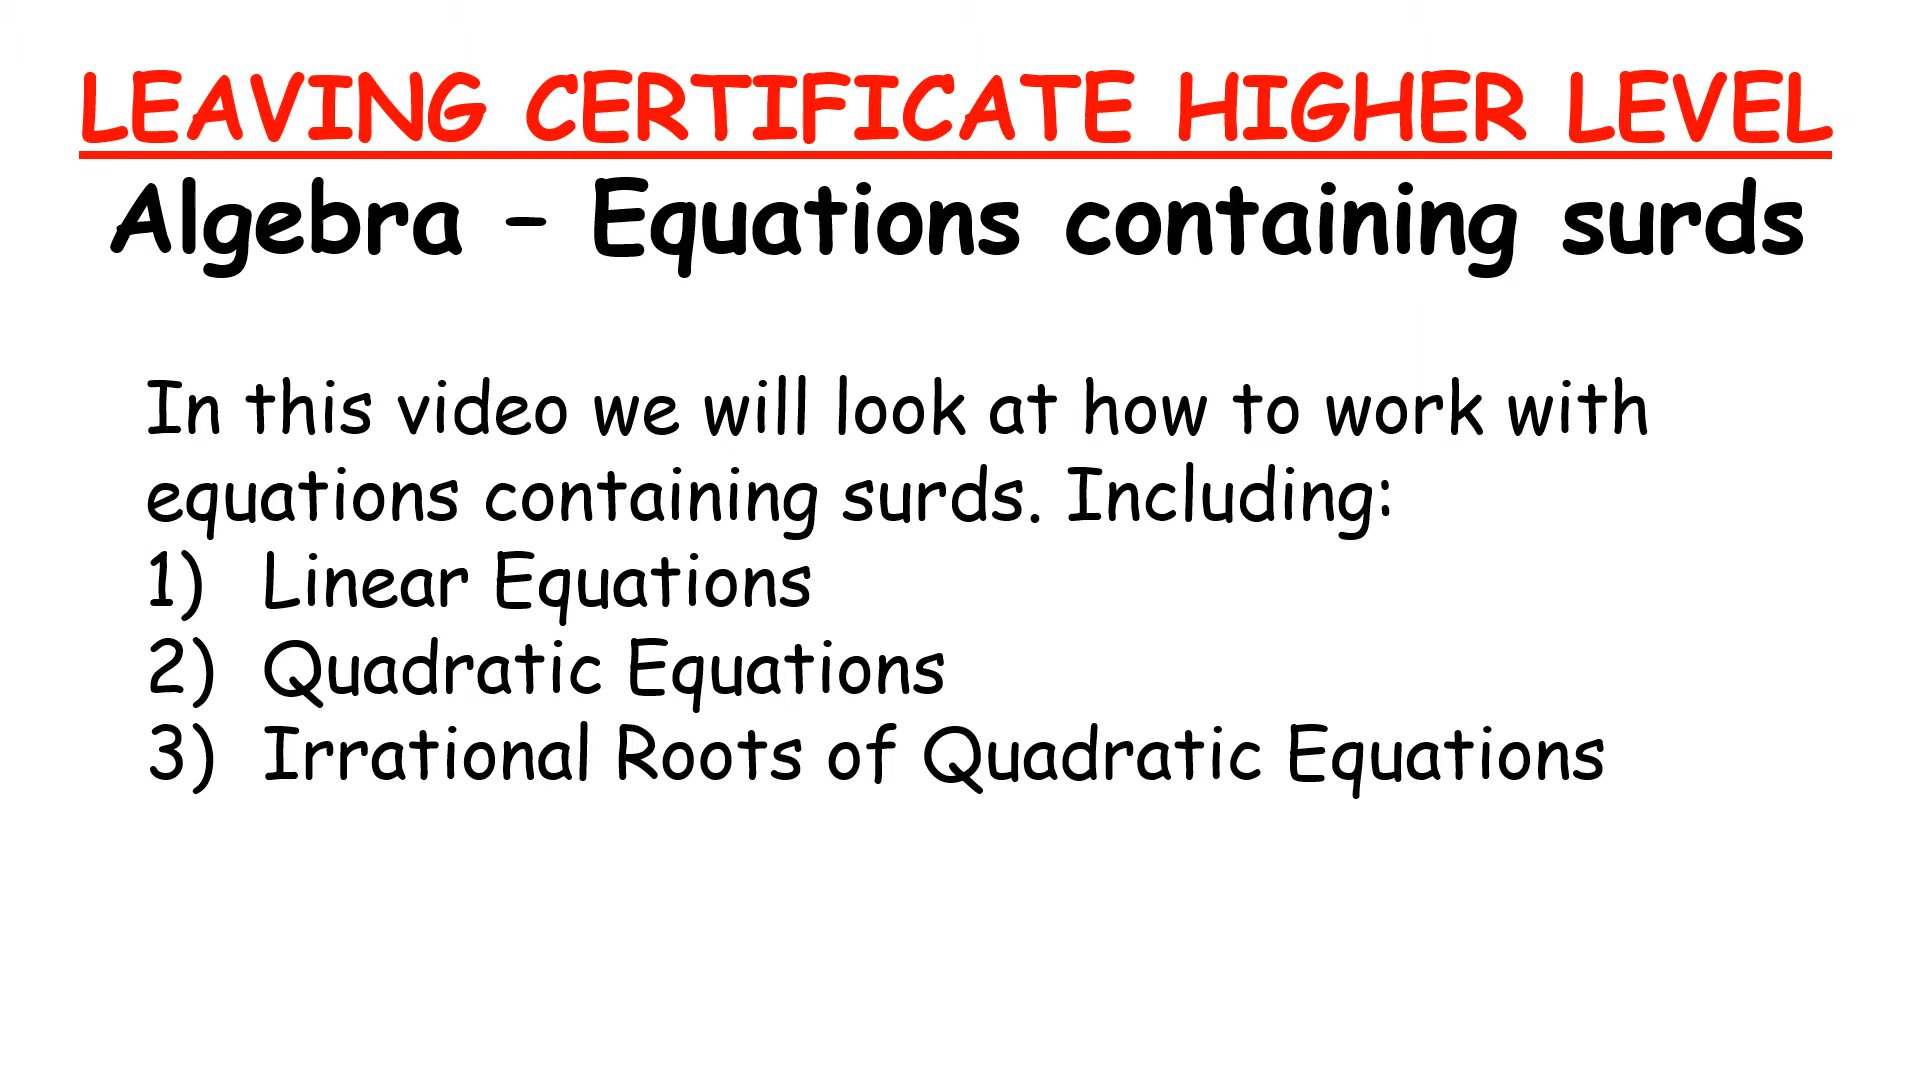 LEAVING CERTIFICATE HIGHER LEVEL
Algebra – Equations containing surds
In this video we will look at how to work with
equations containing surds. Including:
1) Linear Equations
2) Quadratic Equations
3) Irrational Roots of Quadratic Equations